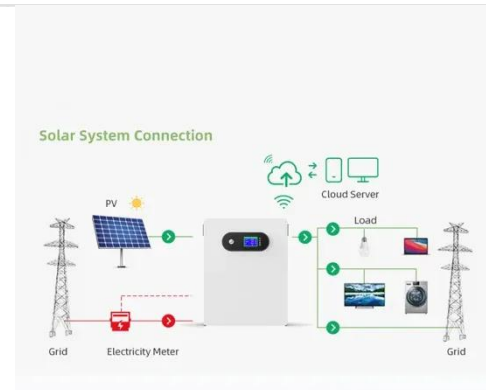 Solar System Connection
Cloud Server
PV
Load
Grid
Electricity Meter
Grid